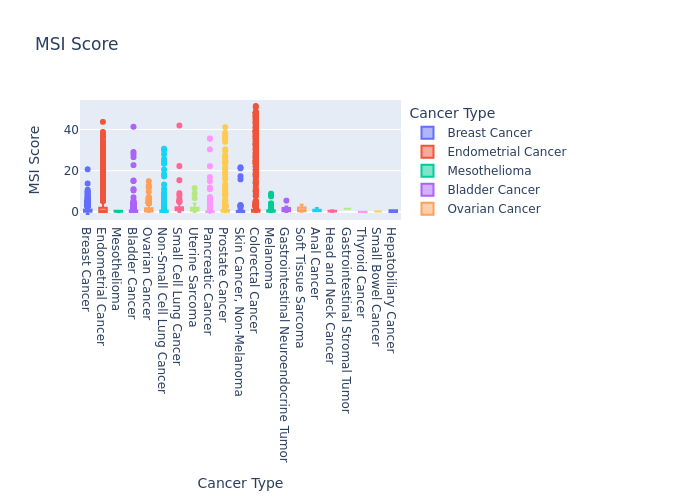 MSI Score
MSI Score
40
20
0
Breast Cancer
Endometrial Cancer
Mesothelioma
Bladder Cancer
Ovarian Cancer
Non-Small Cell Lung Cancer
Small Cell Lung Cancer
Uterine Sarcoma
Pancreatic Cancer
Prostate Cancer
Skin Cancer, Non-Melanoma
Colorectal Cancer
Melanoma
Gastrointestinal Neuroendocrine Tumor
Soft Tissue Sarcoma
Anal Cancer
Head and Neck Cancer
Gastrointestinal Stromal Tumor
Thyroid Cancer
Small Bowel Cancer
Hepatobiliary Cancer
Cancer Type
Cancer Type
Breast Cancer
Endometrial Cancer
Mesothelioma
Bladder Cancer
Ovarian Cancer